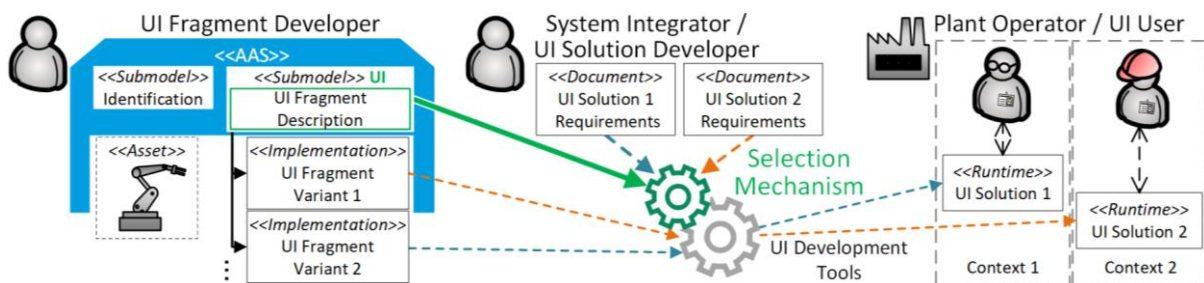 UI Fragment Developer
<<AAS>>
<<Submodel>>
Identification
<<Submodel>> UI
UI Fragment
Description
<<Asset>>
<<Implementation>>
UI Fragment
Variant 1
<<Implementation>>
UI Fragment
Variant 2
System Integrator /
UI Solution Developer
<<Document>>
UI Solution 1
Requirements
<<Document>>
UI Solution 2
Requirements
Selection
Mechanism
UI Development
Tools
Plant Operator / UI User
<<Runtime>>
UI Solution 1
Context 1
<<Runtime>>
UI Solution 2
Context 2